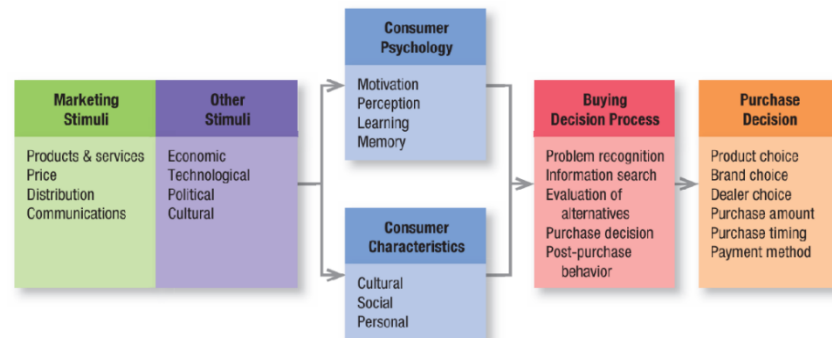 Marketing
Stimuli
Products & services
Price
Distribution
Communications
Other
Stimuli
Economic
Technological
Political
Cultural
Consumer
Psychology
Motivation
Perception
Learning
Memory
Consumer
Characteristics
Cultural
Social
Personal
Buying
Decision Process
Problem recognition
Information search
Evaluation of
alternatives
Purchase decision
Post-purchase
behavior
Purchase
Decision
Product choice
Brand choice
Dealer choice
Purchase amount
Purchase timing
Payment method